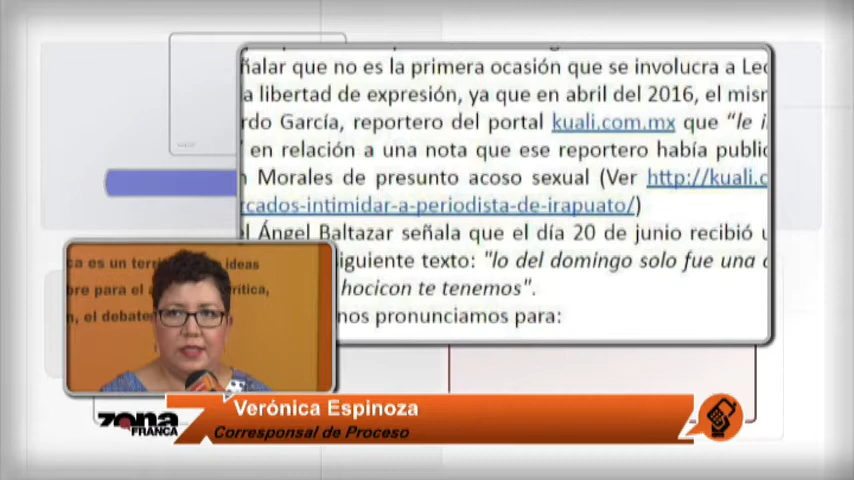 ñalar que no es la primera ocasión que se involucra a Leo
a libertad de expresión, ya que en abril del 2016, el mism
rdo García, reportero del portal kuali.com.mx que "le i
en relación a una nota que ese reportero había public
n Morales de presunto acoso sexual (Ver http://kuali.c
rcados-intimidar-a-periodista-de-irapuato/)
el Ángel Baltazar señala que el día 20 de junio recibió u
siguiente texto: "lo del domingo solo fue una
hocicon te tenemos".
nos pronunciamos para:
ca es un ideas
bre para el crítica,
n, el debate
Verónica Espinoza
Corresponsal de Proceso
ZONA
FRANCA